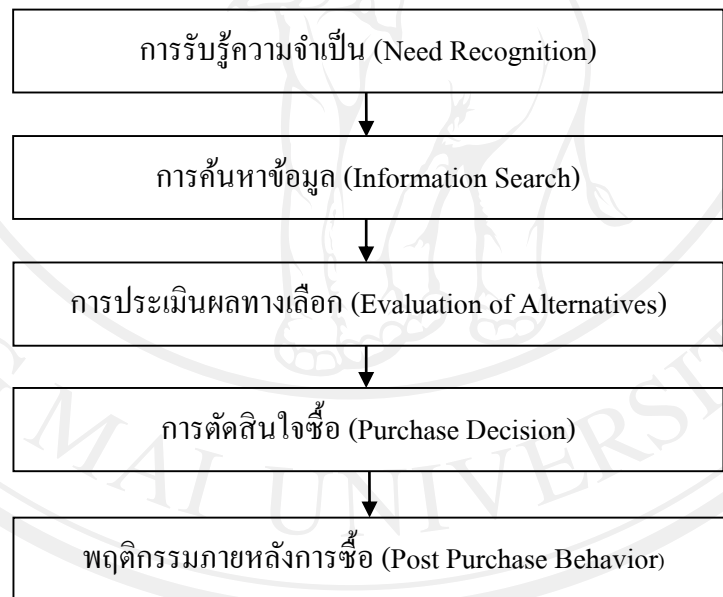 การรับรู้ความจำเป็น (Need Recognition)
การค้นหาข้อมูล (Information Search)
การประเมินผลทางเลือก (Evaluation of Alternatives)
การตัดสินใจซื้อ (Purchase Decision)
พฤติกรรมภายหลังการซื้อ (Post Purchase Behavior)
G MAI UNIVERSIT